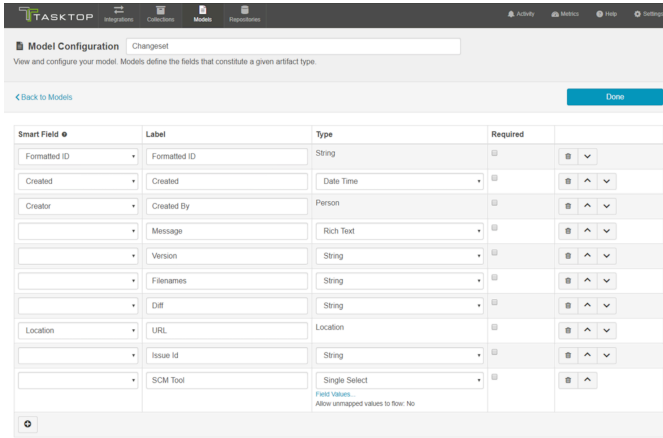 TASKTOP
Integrations
Collections
Models
Repositories
Activity
Metrics
Help
Settings
Model Configuration
Changeset
View and configure your model. Models define the fields that constitute a given artifact type.
Back to Models
Done
Smart Field
Label
Type
Required
Formatted ID
Formatted ID
String
Created
Created
Date Time
Creator
Created By
Person
Message
Rich Text
Version
String
Filenames
String
Diff
String
Location
URL
Location
Issue Id
String
SCM Tool
Single Select
Field Values...
Allow unmapped values to flow: No